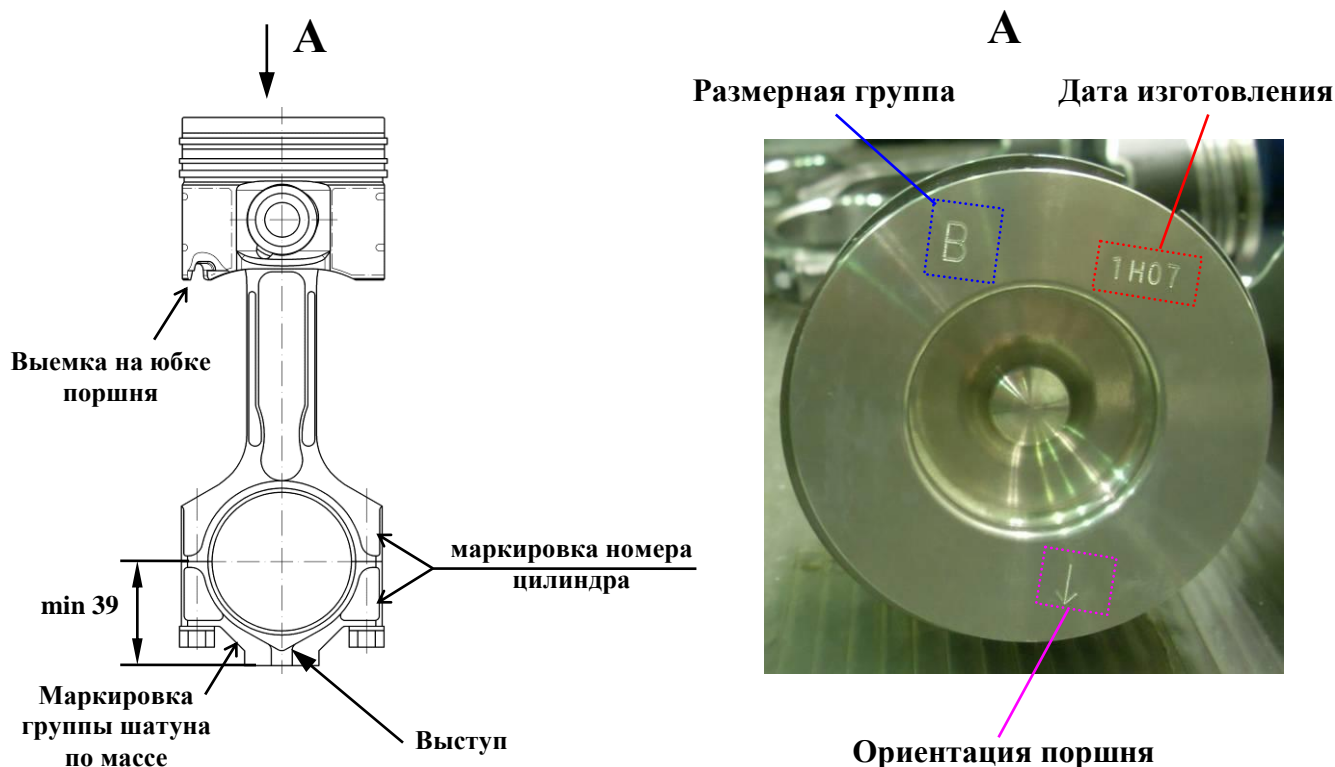 А
А
Размерная группа
Дата изготовления
B
1H07
Выемка на юбке
поршня
маркировка номера
цилиндра
min 39
Маркировка
группы шатуна
по массе
Выступ
Ориентация поршня